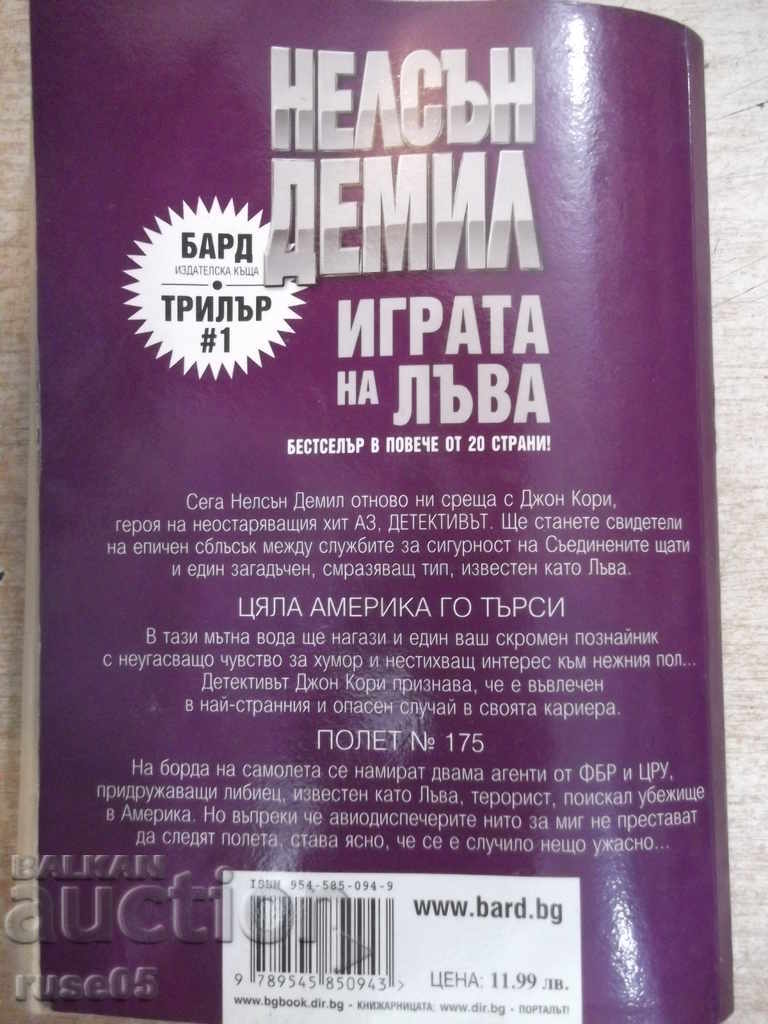 НЕЛСЪН
ДЕМИЛ
БАРД
ИЗДАТЕЛСКА КЪЩА
ТРИЛЪР
#1
ИГРАТА
НА ЛЪВА
БЕСТСЕЛЪР В ПОВЕЧЕ ОТ 20 СТРАНИ!
Сега Нелсън Демил отново ни среща с Джон Кори,
героя на неостаряващия хит АЗ, ДЕТЕКТИВЪТ. Ще станете свидетели
на епичен сблъсък между службите за сигурност на Съединените щати
и един загадъчен, смразяващ тип, известен като Лъва.
ЦЯЛА АМЕРИКА ГО ТЪРСИ
В тази мътна вода ще нагази и един ваш скромен познайник
с неугасващо чувство за хумор и нестихващ интерес към нежния пол...
Детективът Джон Кори признава, че е въвлечен
в най-странния и опасен случай в своята кариера.
ПОЛЕТ № 175
На борда на самолета се намират двама агенти от ФБР и ЦРУ,
придружаващи либиец, известен като Лъва, терорист, поискал убежище
в Америка. Но въпреки че авиодиспечерите нито за миг не престават
да следят полета, става ясно, че се е случило нещо ужасно...
ISBN 954-585-094-9
www.bard.bg
9 789545 850943 >
ЦЕНА: 11.99 лв.
www.bgbook.dir.bg - КНИЖАРНИЦАТА; www.dir.bg - ПОРТАЛЪТ!
BALKAN
auction
ruse05